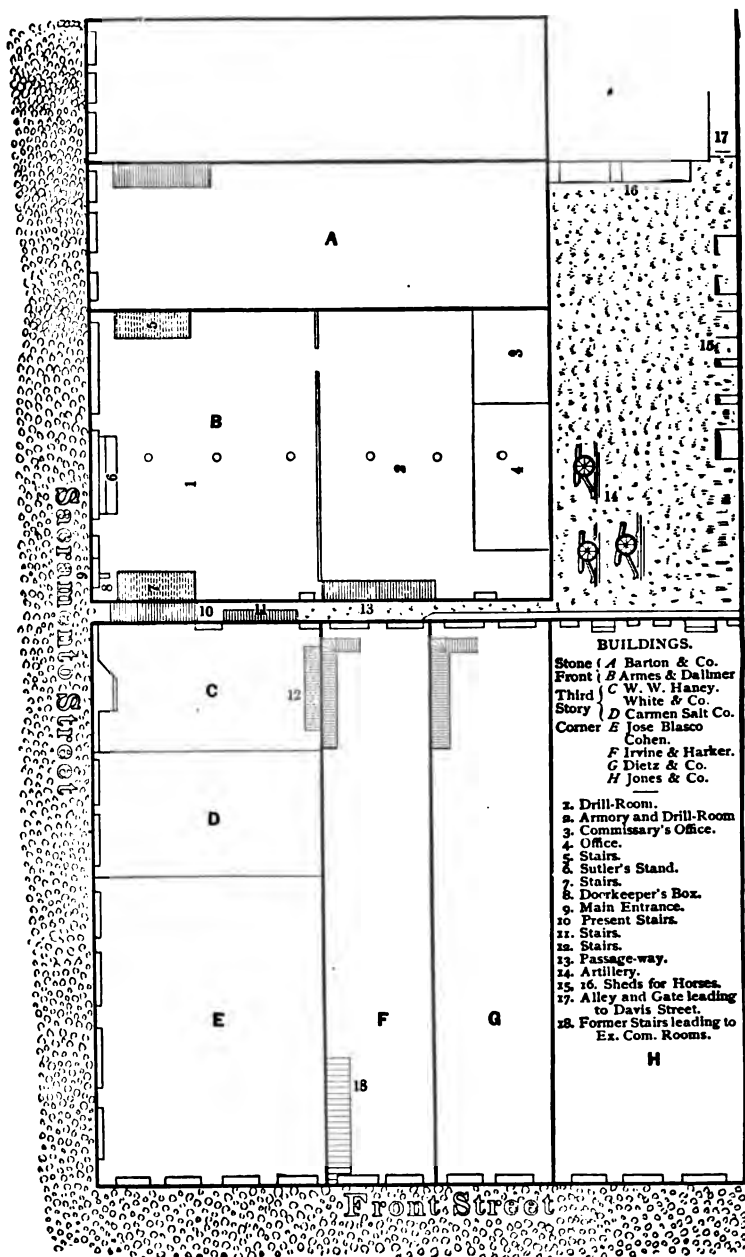 17
16
A
5
15
B
3
6
1
2
4
14
Sacramento Street
9
8
7
10
11
13
C
12
D
E
F
G
18
BUILDINGS.
Stone { A Barton & Co.
Front { B Armes & Dallmer
Third { C W. W. Haney.
White & Co.
Story { D Carmen Salt Co.
Corner E Jose Blasco
Cohen.
F Irvine & Harker.
G Dietz & Co.
H Jones & Co.
1. Drill-Room.
2. Armory and Drill-Room
3. Commissary's Office.
4. Office.
5. Stairs.
6. Sutler's Stand.
7. Stairs.
8. Doorkeeper's Box.
9. Main Entrance.
10 Present Stairs.
11. Stairs.
12. Stairs.
13. Passage-way.
14. Artillery.
15, 16. Sheds for Horses.
17. Alley and Gate leading
to Davis Street.
18. Former Stairs leading to
Ex. Com. Rooms.
H
Front Street